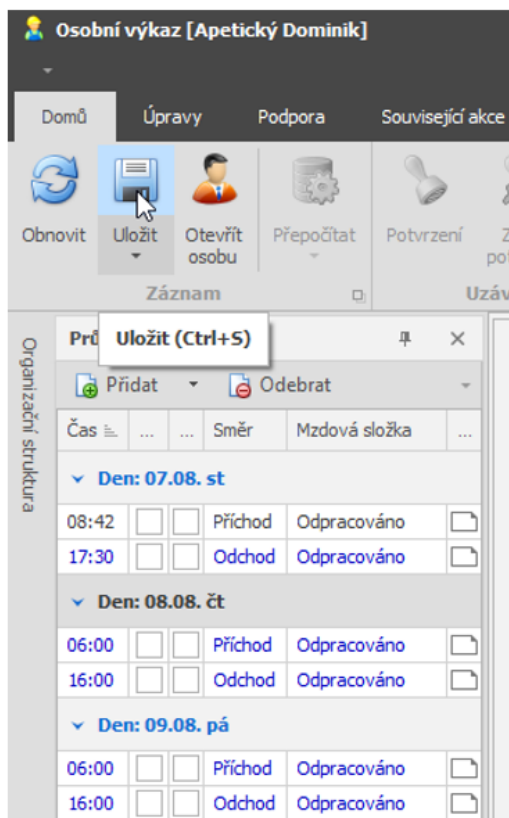 Osobní výkaz [Apetický Dominik]
Domů Úpravy Podpora Související akce
Obnovit Uložit Otevřít osobu Přepočítat Potvrzení
Záznam
Uložit (Ctrl+S)
Organizační struktura
Přidat Odebrat
Čas ... ... Směr Mzdová složka ...
Den: 07.08. st
08:42 Příchod Odpracováno
17:30 Odchod Odpracováno
Den: 08.08. čt
06:00 Příchod Odpracováno
16:00 Odchod Odpracováno
Den: 09.08. pá
06:00 Příchod Odpracováno
16:00 Odchod Odpracováno